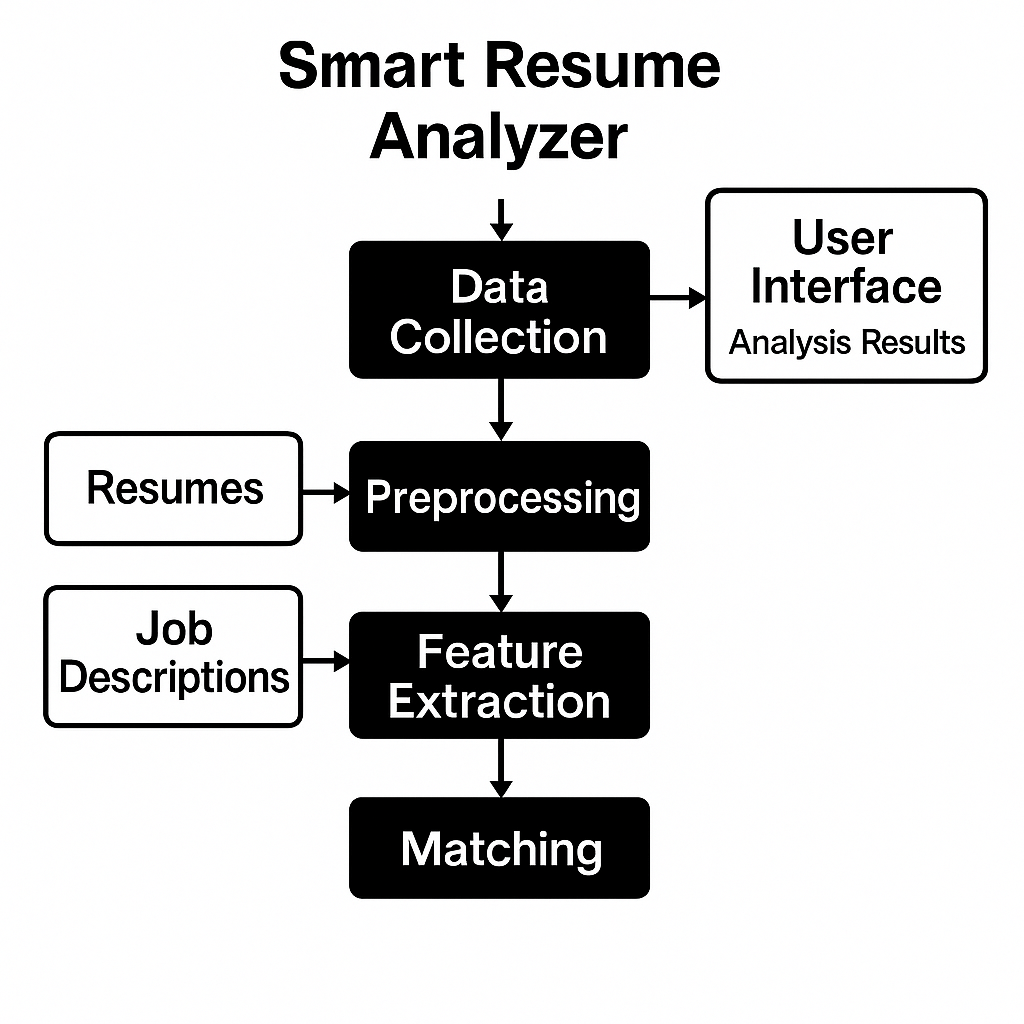 Smart Resume
Analyzer
Data
Collection
User
Interface
Analysis Results
Resumes
Preprocessing
Job
Descriptions
Feature
Extraction
Matching